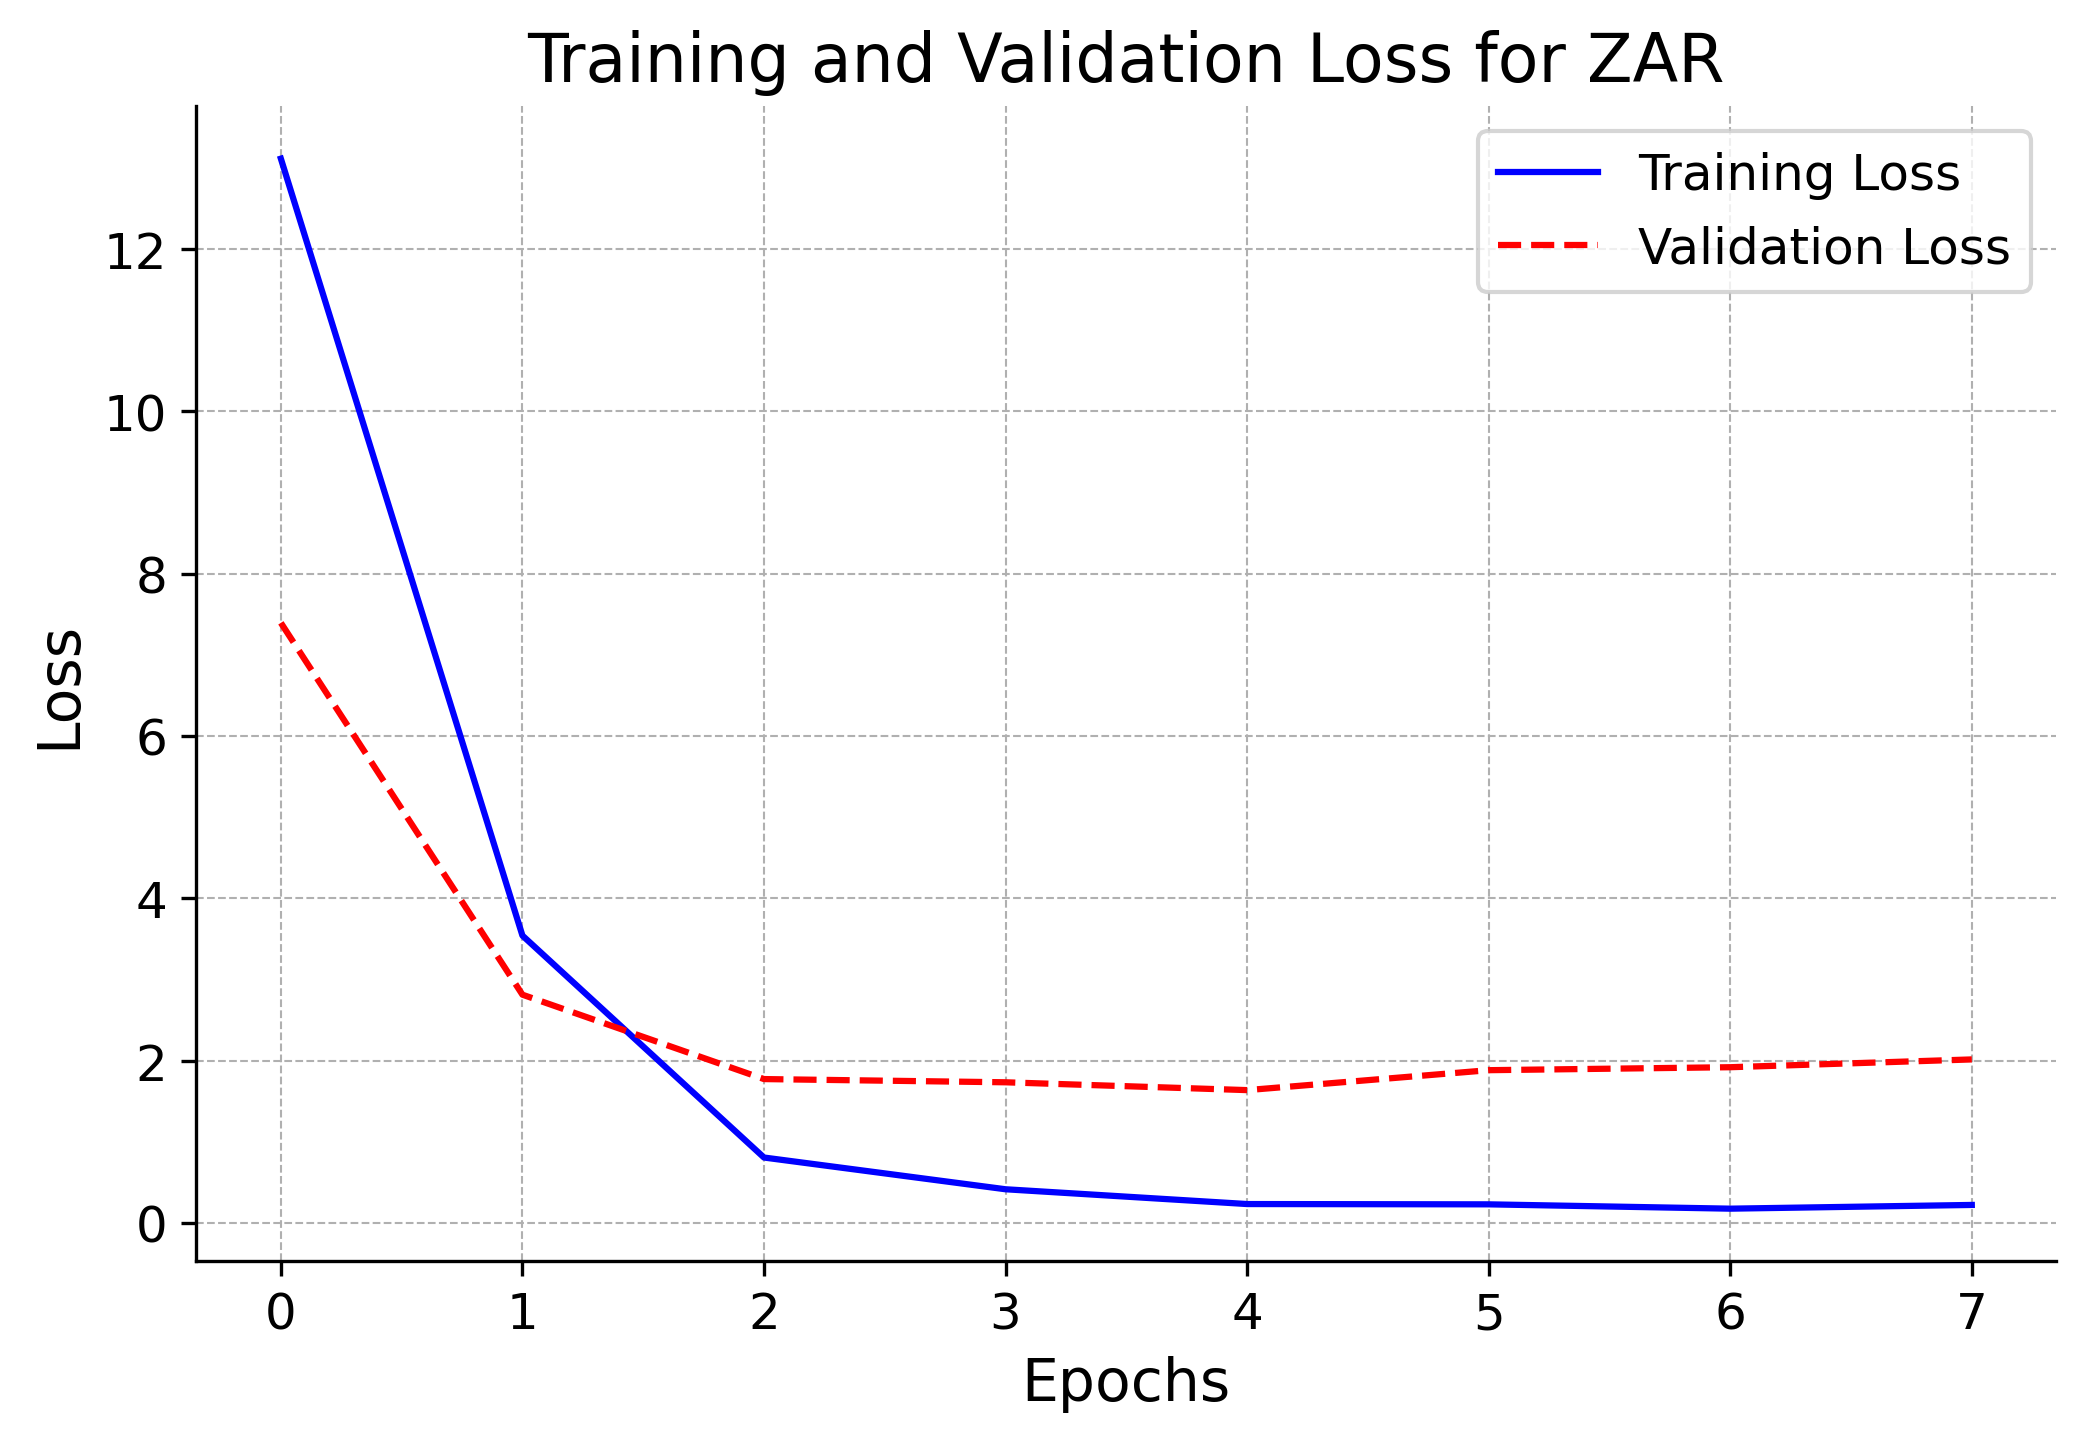 Training and Validation Loss for ZAR
Training Loss
Validation Loss
12
10
8
6
4
2
0
Loss
0 1 2 3 4 5 6 7
Epochs